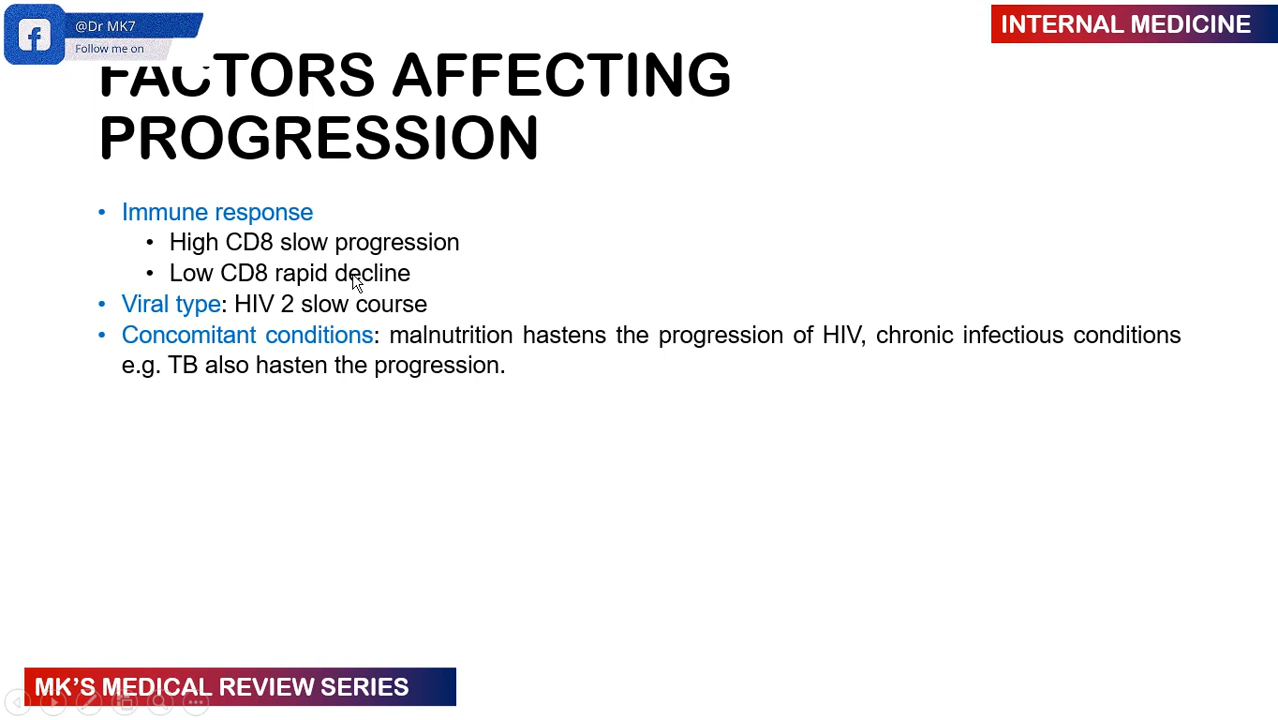 @Dr MK7
Follow me on
INTERNAL MEDICINE
FACTORS AFFECTING
PROGRESSION
• Immune response
• High CD8 slow progression
• Low CD8 rapid decline
• Viral type: HIV 2 slow course
• Concomitant conditions: malnutrition hastens the progression of HIV, chronic infectious conditions
e.g. TB also hasten the progression.
MK'S MEDICAL REVIEW SERIES